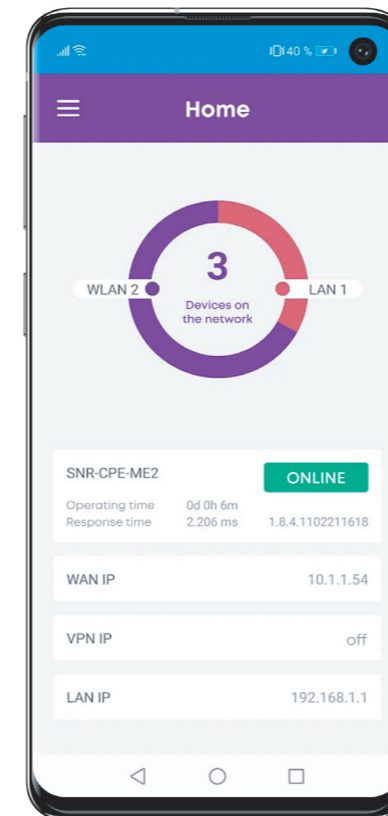 40 %
Home
3
WLAN 2
LAN 1
Devices on
the network
SNR-CPE-ME2
ONLINE
Operating time 0d 0h 6m
Response time 2.206 ms 1.8.4.1102211618
WAN IP 10.1.1.54
VPN IP off
LAN IP 192.168.1.1